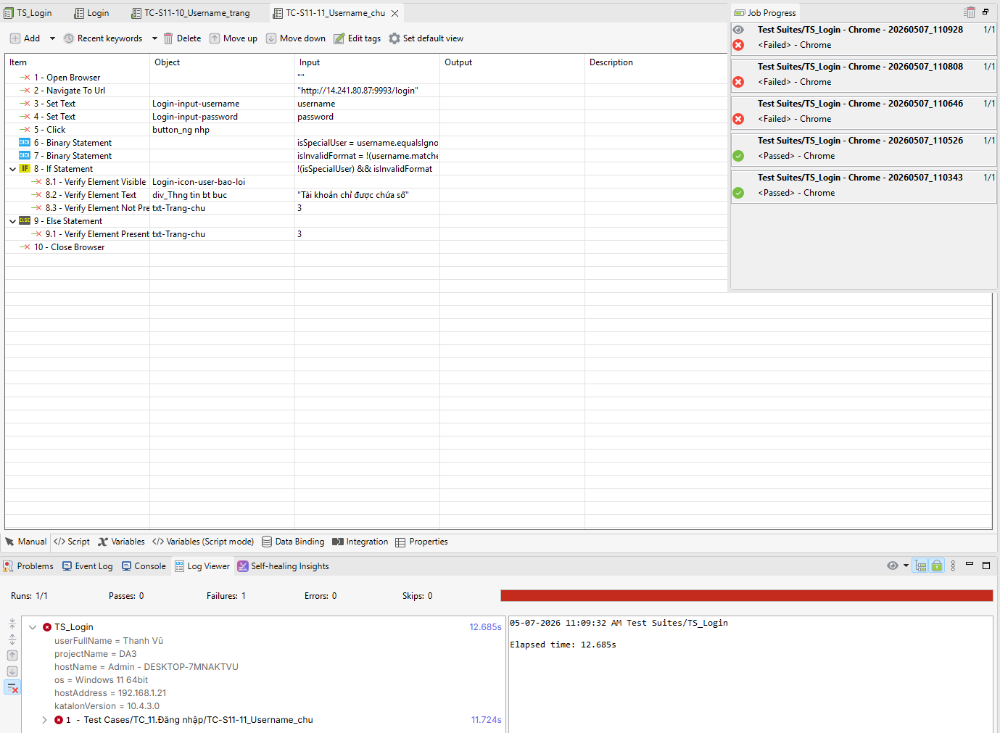 TS_Login
Login
TC-S11-10_Username_trang
TC-S11-11_Username_chu
Job Progress
Add
Recent keywords
Delete
Move up
Move down
Edit tags
Set default view
Test Suites/TS_Login - Chrome - 20260507_110928 1/1
<Failed> - Chrome
Test Suites/TS_Login - Chrome - 20260507_110808 1/1
<Failed> - Chrome
Test Suites/TS_Login - Chrome - 20260507_110646 1/1
<Failed> - Chrome
Test Suites/TS_Login - Chrome - 20260507_110526 1/1
<Passed> - Chrome
Test Suites/TS_Login - Chrome - 20260507_110343 1/1
<Passed> - Chrome
Item Object Input Output Description
1 - Open Browser ""
2 - Navigate To Url "http://14.241.80.87:9993/login"
3 - Set Text Login-input-username username
4 - Set Text Login-input-password password
5 - Click button_ng nhp
0101 6 - Binary Statement isSpecialUser = username.equalsIgno
0101 7 - Binary Statement isInvalidFormat = !(username.matche
IF 8 - If Statement !(isSpecialUser) && isInvalidFormat
8.1 - Verify Element Visible Login-icon-user-bao-loi
8.2 - Verify Element Text div_Thng tin bt buc "Tài khoản chỉ được chứa số"
8.3 - Verify Element Not Pre txt-Trang-chu 3
ELSE 9 - Else Statement
9.1 - Verify Element Present txt-Trang-chu 3
10 - Close Browser
Manual
</> Script
Variables
</> Variables (Script mode)
Data Binding
Integration
Properties
Problems
Event Log
Console
Log Viewer
Self-healing Insights
Runs: 1/1
Passes: 0
Failures: 1
Errors: 0
Skips: 0
TS_Login 12.685s
userFullName = Thanh Vũ
projectName = DA3
hostName = Admin - DESKTOP-7MNAKTVU
os = Windows 11 64bit
hostAddress = 192.168.1.21
katalonVersion = 10.4.3.0
1 - Test Cases/TC_11.Đăng nhập/TC-S11-11_Username_chu 11.724s
05-07-2026 11:09:32 AM Test Suites/TS_Login
Elapsed time: 12.685s